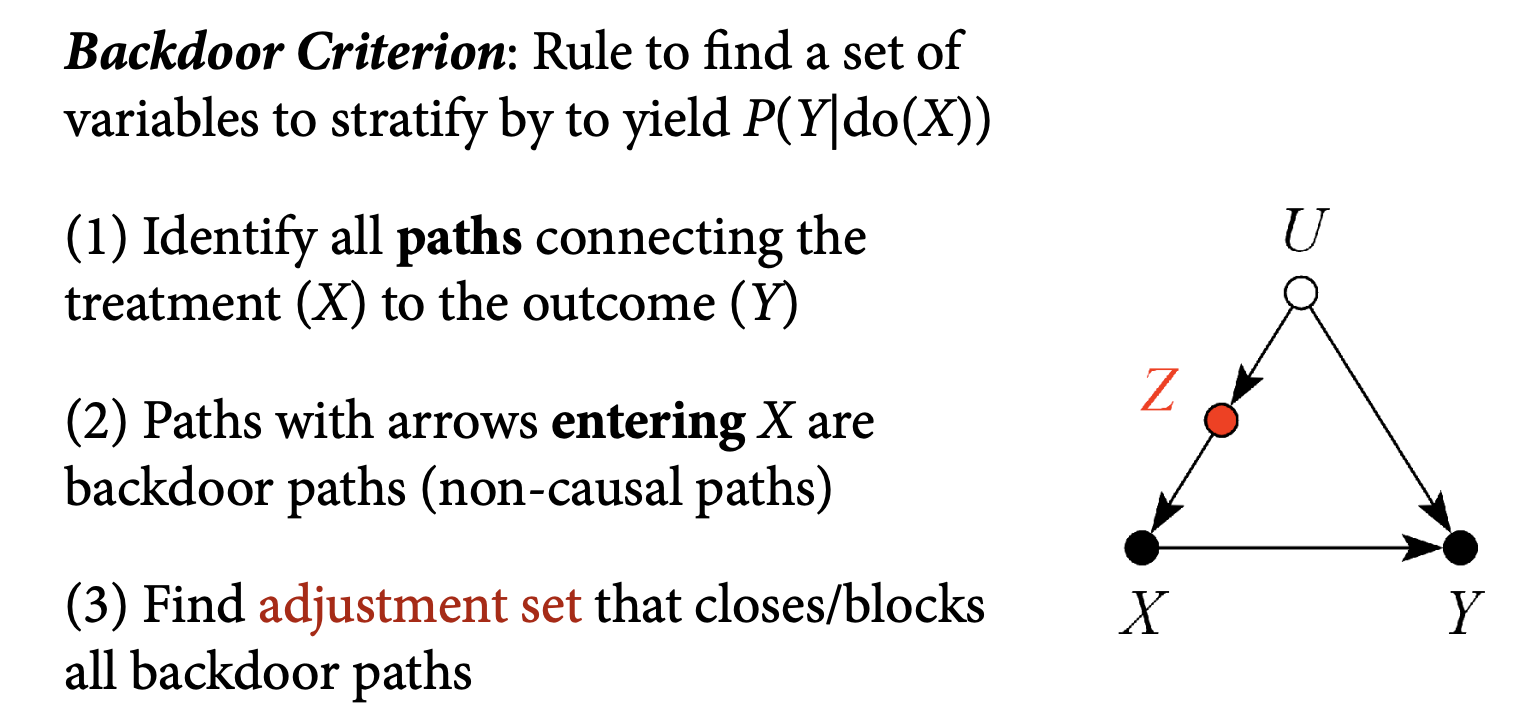 Backdoor Criterion: Rule to find a set of
variables to stratify by to yield P(Y|do(X))
(1) Identify all paths connecting the
treatment (X) to the outcome (Y)
(2) Paths with arrows entering X are
backdoor paths (non-causal paths)
(3) Find adjustment set that closes/blocks
all backdoor paths
U
Z
X
Y